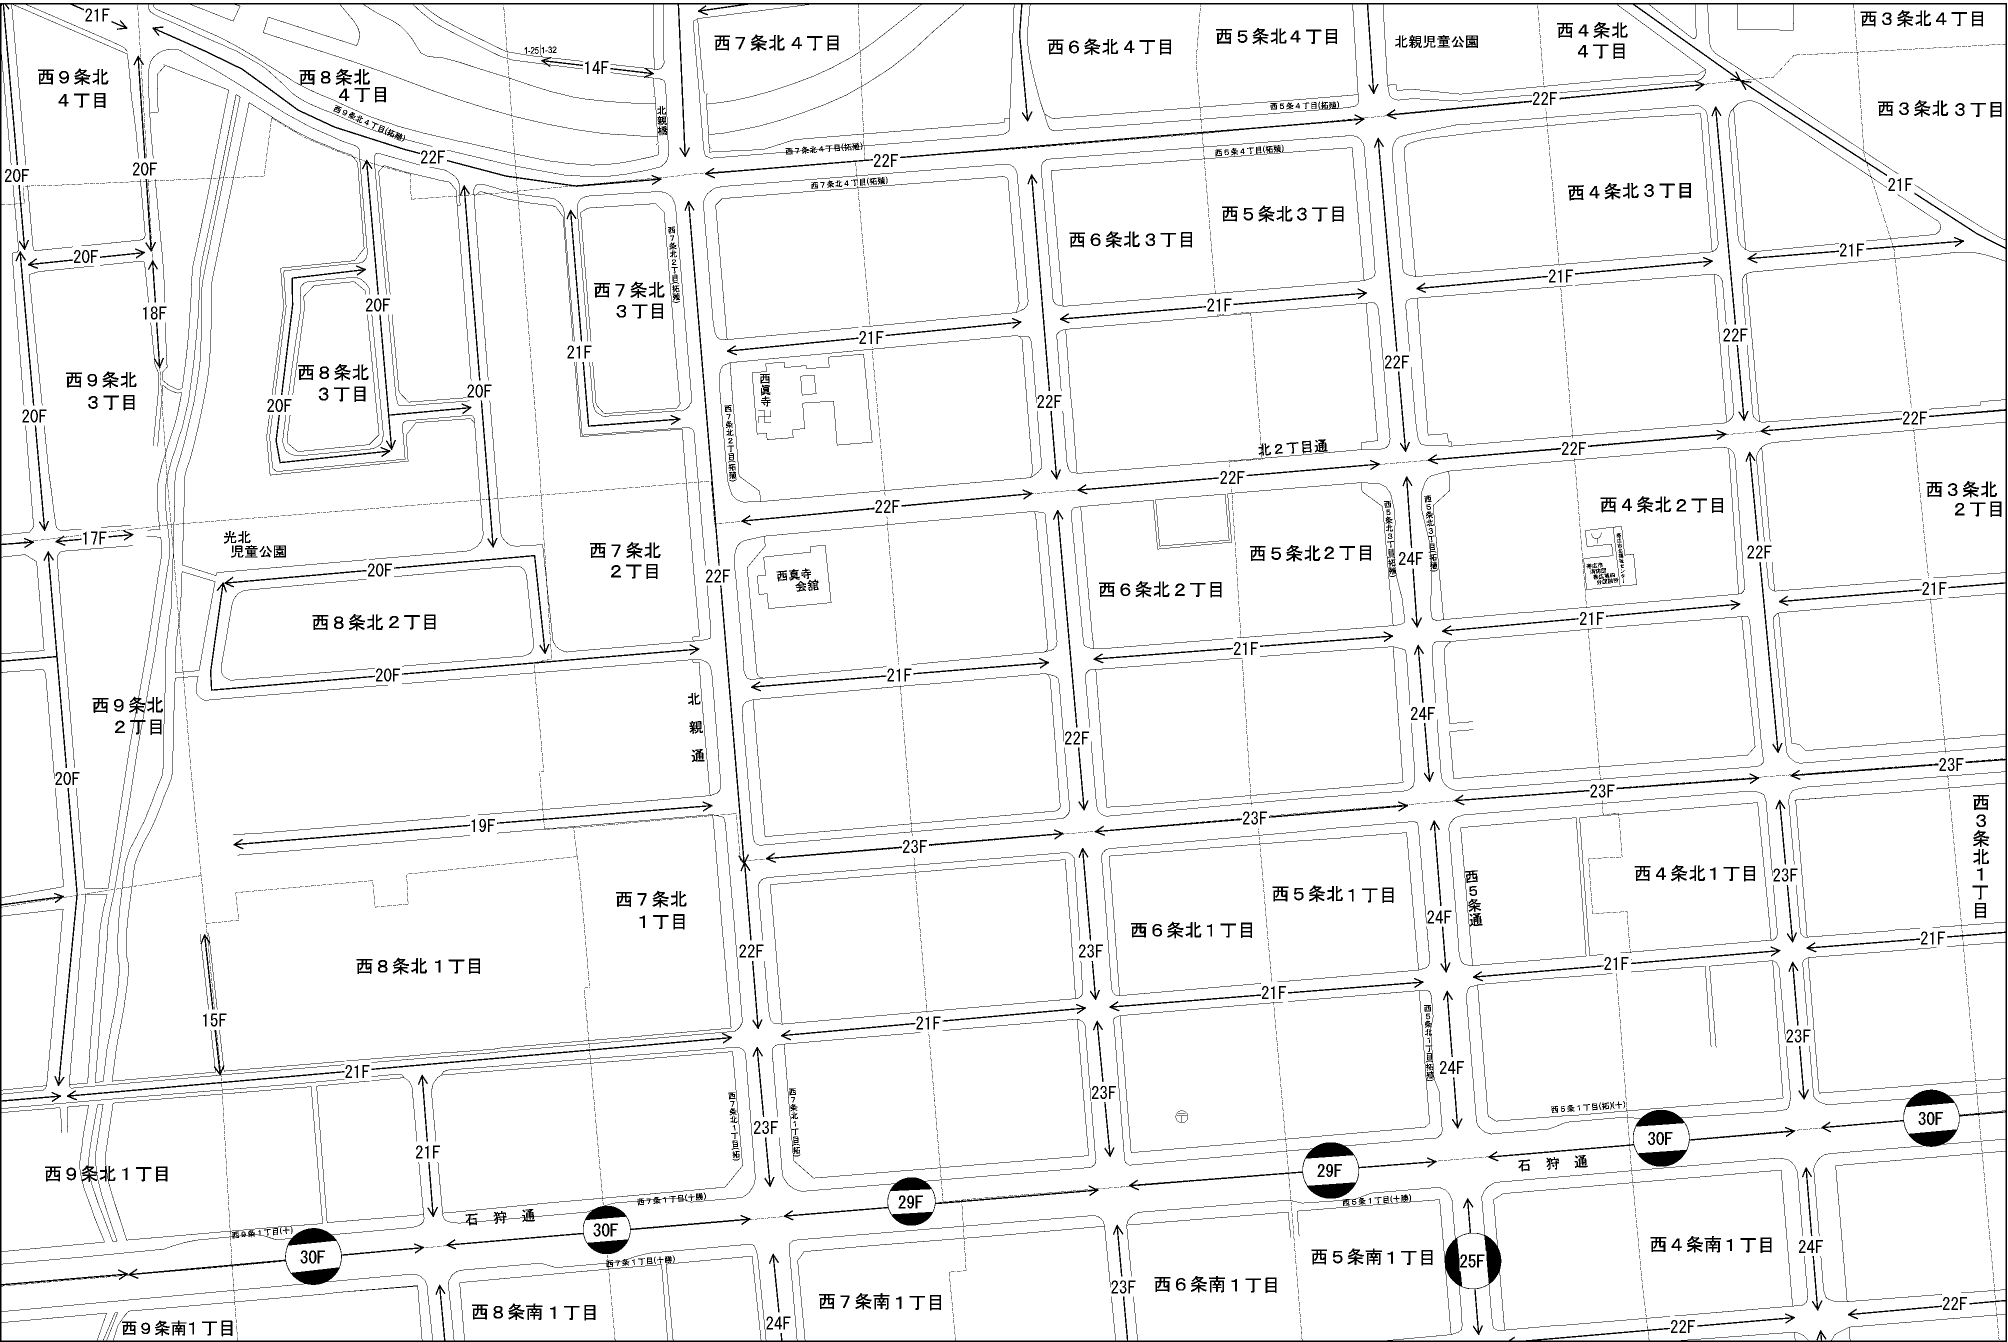 21F
西７条北４丁目
西６条北４丁目
西５条北４丁目
北親児童公園
西４条北
４丁目
西３条北４丁目
1-25|1-32
14F
西９条北
４丁目
西８条北
４丁目
北親橋
22F
西３条北３丁目
20F
20F
22F
22F
21F
西４条北３丁目
西５条北３丁目
西６条北３丁目
20F
21F
21F
21F
20F
18F
西７条北
３丁目
21F
22F
22F
21F
西９条北
３丁目
西８条北
３丁目
20F
20F
20F
西眞寺
22F
22F
22F
北２丁目通
22F
22F
17F
光北
児童公園
西７条北
２丁目
20F
22F
西眞寺
会舘
西５条北２丁目
24F
西４条北２丁目
西３条北
２丁目
22F
西６条北２丁目
21F
21F
21F
西８条北２丁目
20F
21F
西９条北
２丁目
北親通
22F
24F
20F
19F
23F
23F
23F
23F
西３条北１丁目
西７条北
１丁目
西８条北１丁目
22F
23F
西６条北１丁目
西５条北１丁目
24F
西５条通
西４条北１丁目
23F
21F
21F
15F
21F
21F
21F
23F
23F
24F
23F
21F
西９条北１丁目
30F
石狩通
30F
29F
29F
石狩通
30F
30F
西９条南１丁目
西８条南１丁目
24F
西７条南１丁目
23F
西６条南１丁目
西５条南１丁目
25F
西４条南１丁目
24F
22F
22F